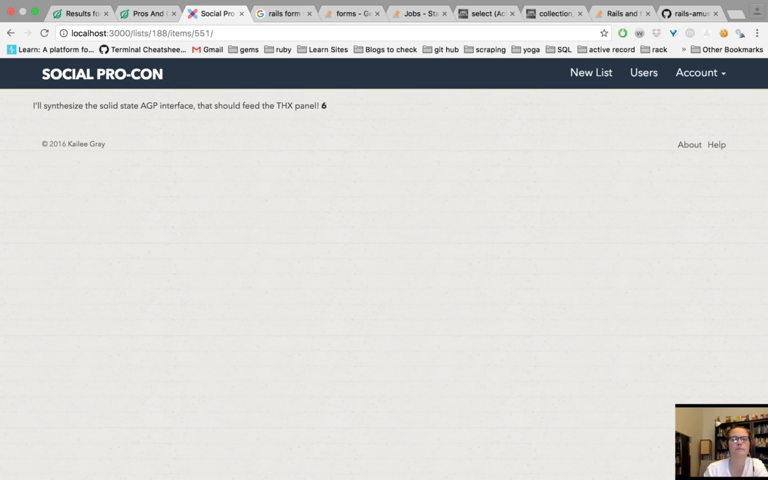 Results fo
Pros And C
Social Pro-
rails form
forms - G
Jobs - Sta
select (Ac
collection_
Rails and
rails-amus
localhost:3000/lists/188/items/551/
Learn: A platform fo...
Terminal Cheatshee...
Gmail
gems
ruby
Learn Sites
Blogs to check
git hub
scraping
yoga
SQL
active record
rack
»
Other Bookmarks
SOCIAL PRO-CON
New List
Users
Account
I'll synthesize the solid state AGP interface, that should feed the THX panel! 6
© 2016 Kailee Gray
About Help